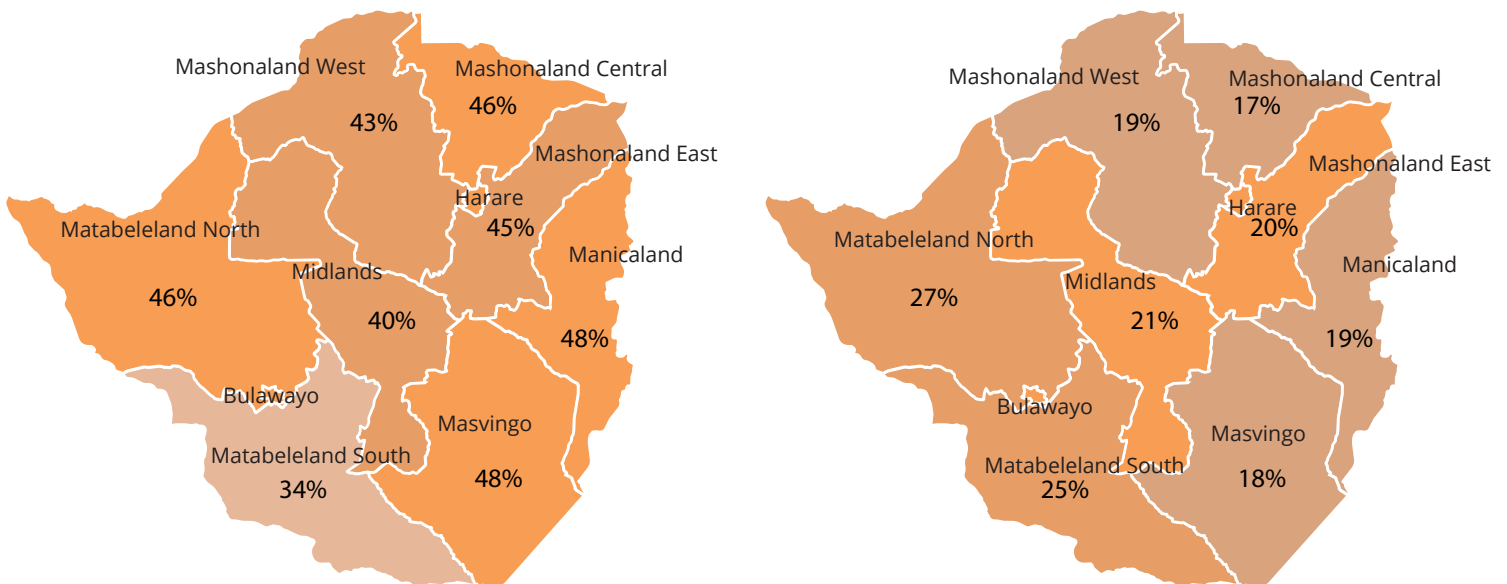 Mashonaland West
Mashonaland Central
46%
43%
Mashonaland East
Harare
45%
Matabeleland North
Manicaland
Midlands
46%
40%
48%
Bulawayo
Masvingo
Matabeleland South
48%
34%
Mashonaland West
Mashonaland Central
17%
19%
Mashonaland East
Harare
20%
Matabeleland North
Manicaland
Midlands
27%
21%
19%
Bulawayo
Masvingo
Matabeleland South
18%
25%